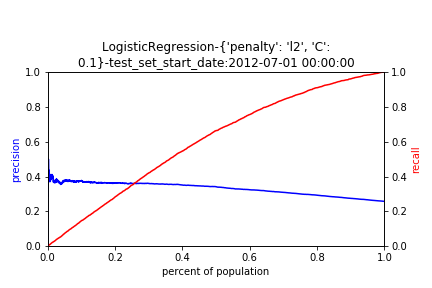 LogisticRegression-{'penalty': 'l2', 'C':
0.1}-test_set_start_date:2012-07-01 00:00:00
1.0
0.8
0.6
0.4
0.2
0.0
precision
1.0
0.8
0.6
0.4
0.2
0.0
recall
0.0 0.2 0.4 0.6 0.8 1.0
percent of population